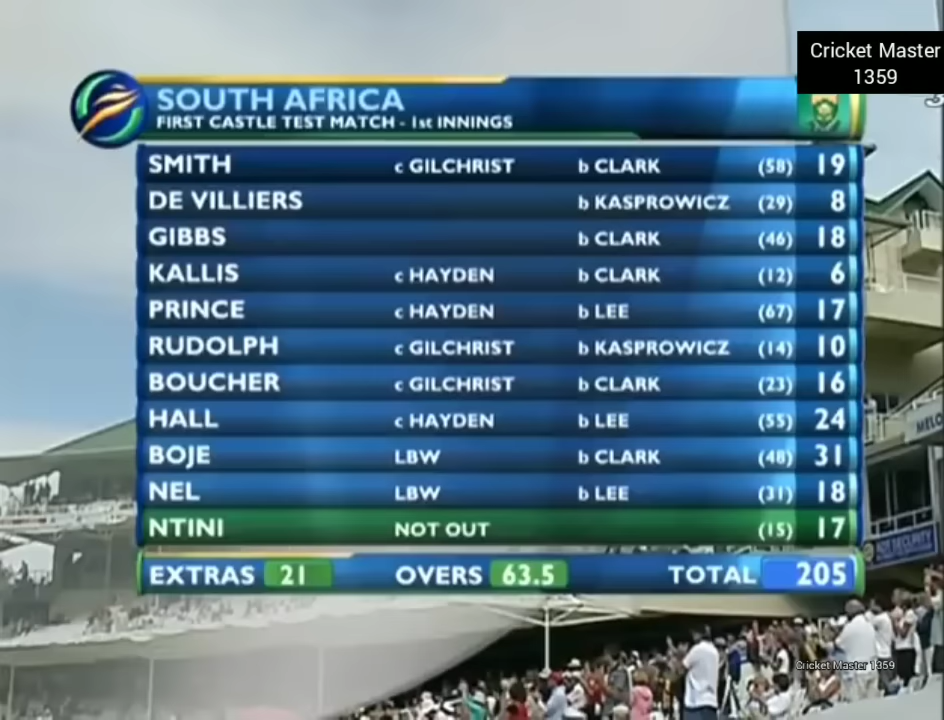 Cricket Master
1359
SOUTH AFRICA
FIRST CASTLE TEST MATCH - 1st INNINGS
SMITH c GILCHRIST b CLARK (58) 19
DE VILLIERS b KASPROWICZ (29) 8
GIBBS b CLARK (46) 18
KALLIS c HAYDEN b CLARK (12) 6
PRINCE c HAYDEN b LEE (67) 17
RUDOLPH c GILCHRIST b KASPROWICZ (14) 10
BOUCHER c GILCHRIST b CLARK (23) 16
HALL c HAYDEN b LEE (55) 24
BOJE LBW b CLARK (48) 31
NEL LBW b LEE (31) 18
NTINI NOT OUT (15) 17
EXTRAS 21 OVERS 63.5 TOTAL 205
SECURITY
Cricket Master 1359